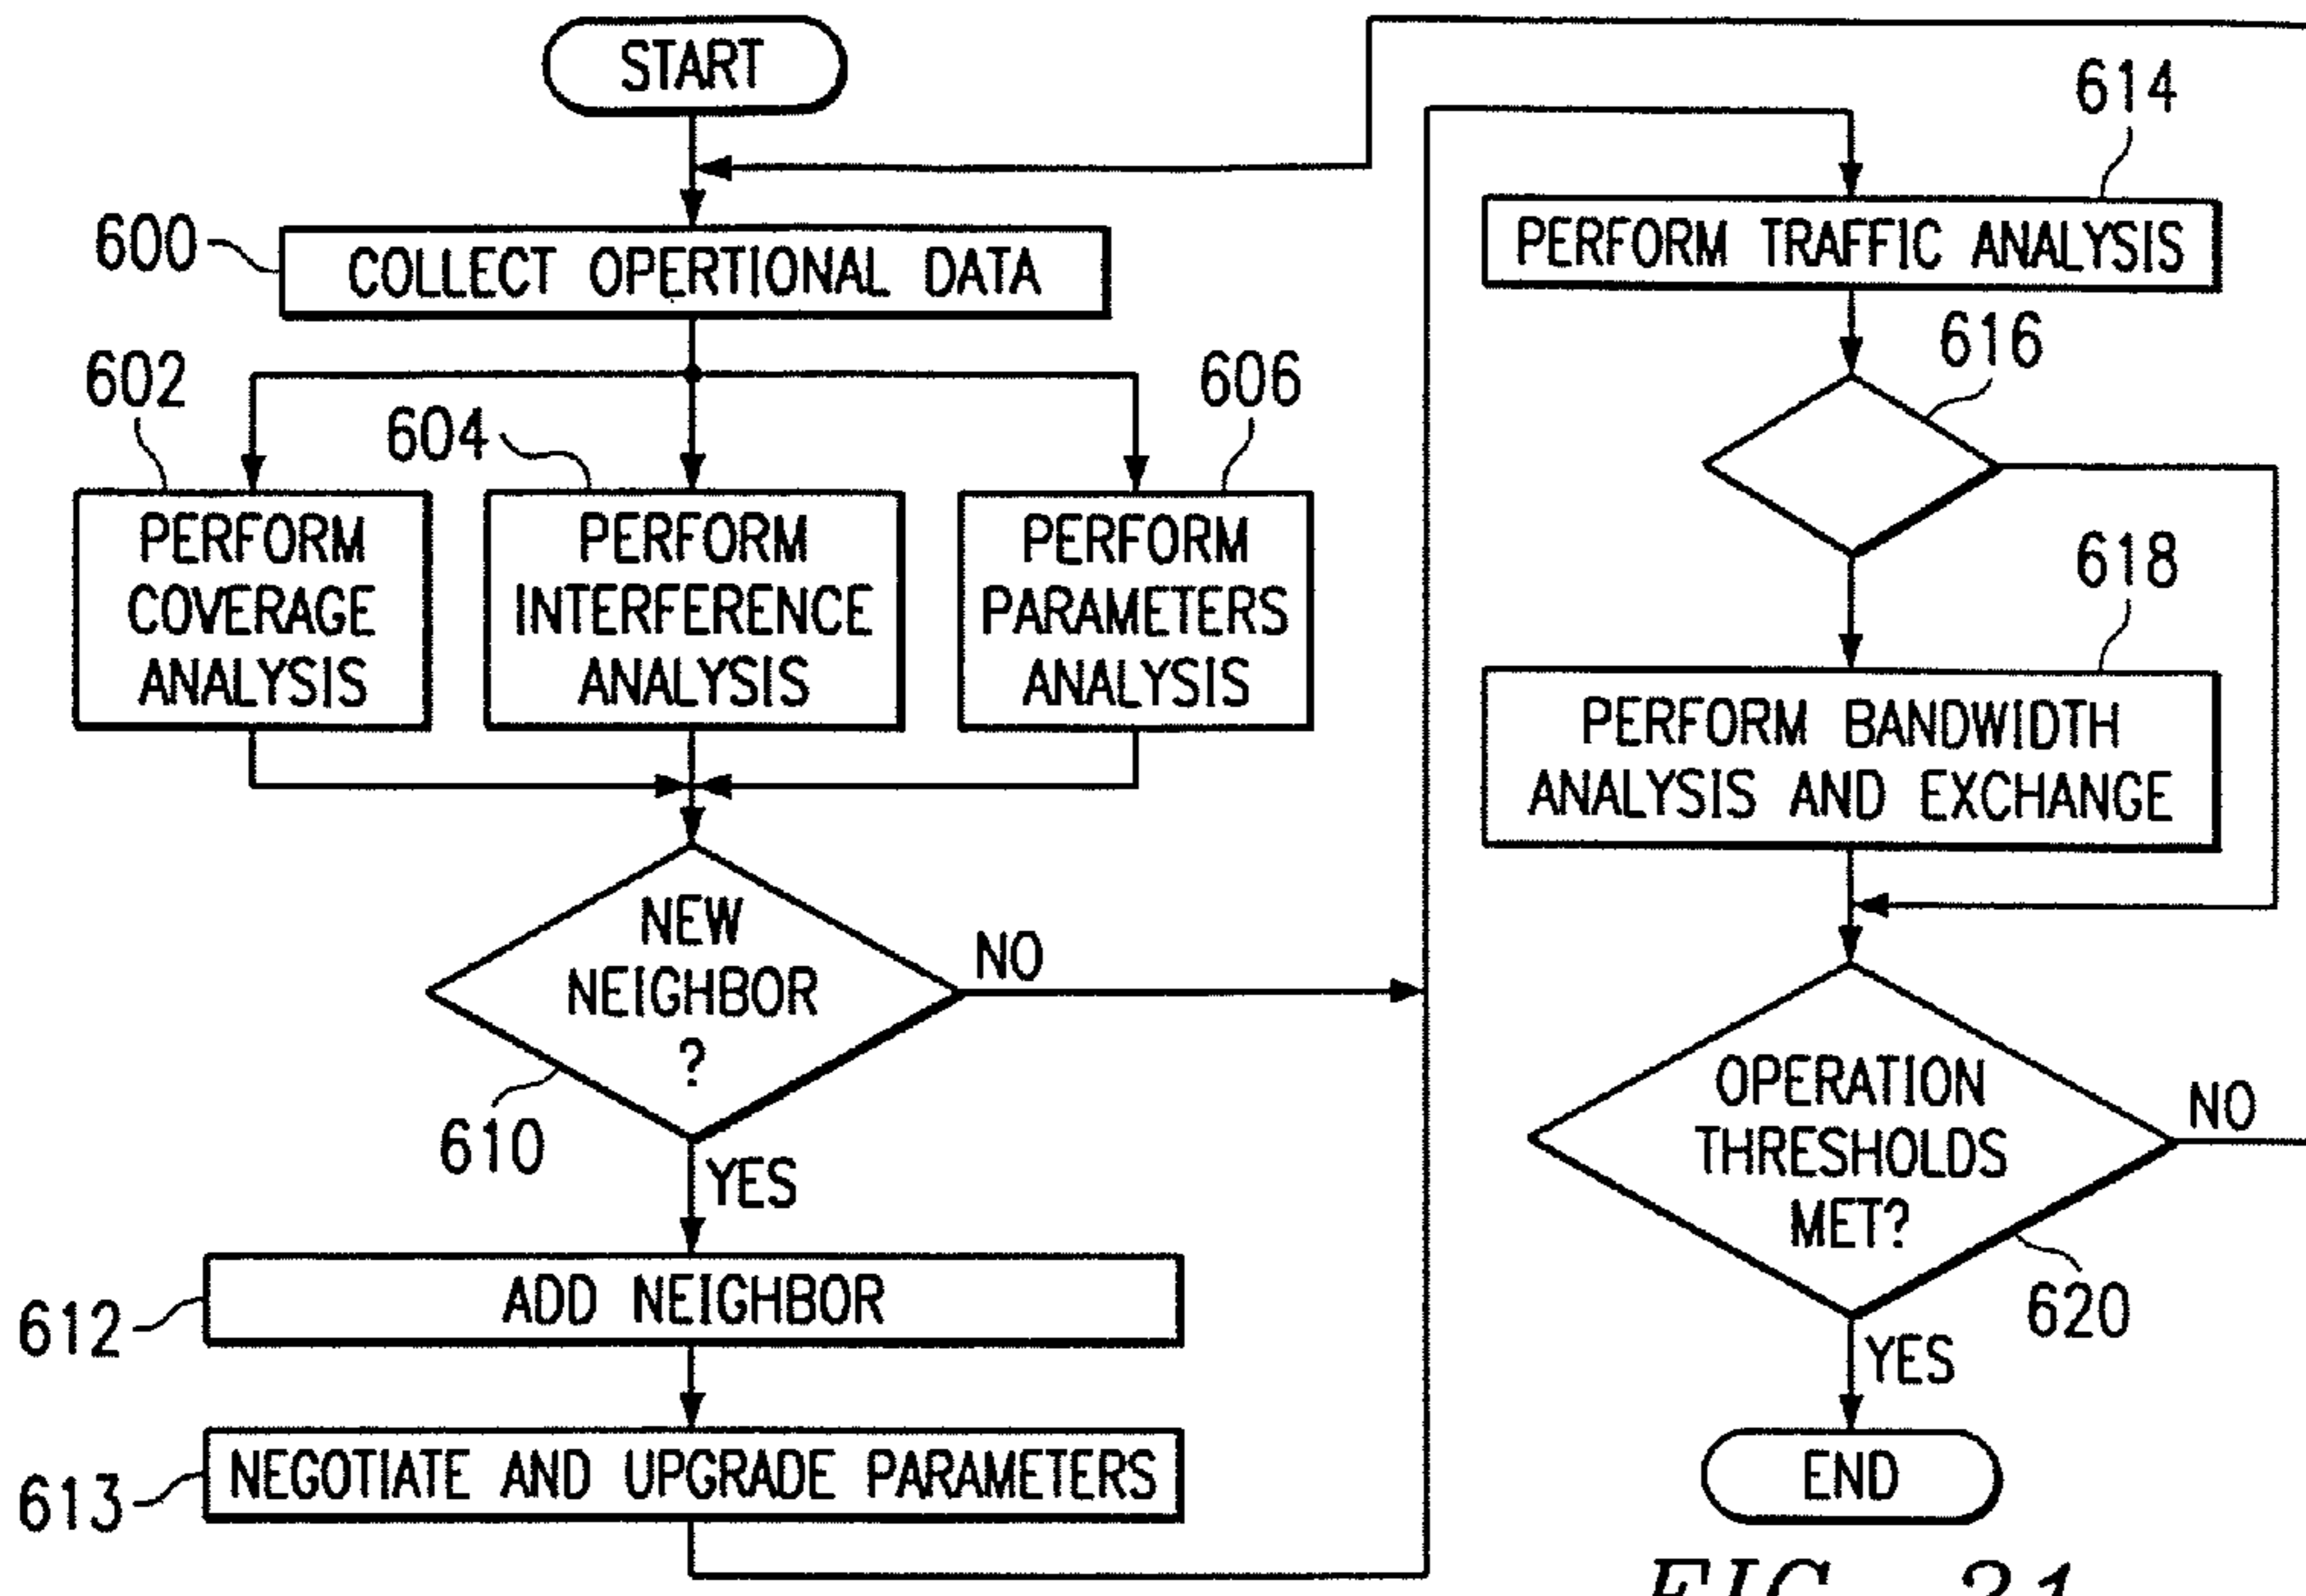 START
600
COLLECT OPERTIONAL DATA
602
604
606
PERFORM
COVERAGE
ANALYSIS
PERFORM
INTERFERENCE
ANALYSIS
PERFORM
PARAMETERS
ANALYSIS
NEW
NEIGHBOR
?
NO
610
YES
612
ADD NEIGHBOR
613
NEGOTIATE AND UPGRADE PARAMETERS
614
PERFORM TRAFFIC ANALYSIS
616
618
PERFORM BANDWIDTH
ANALYSIS AND EXCHANGE
OPERATION
THRESHOLDS
MET?
NO
620
YES
END
FIG. 21